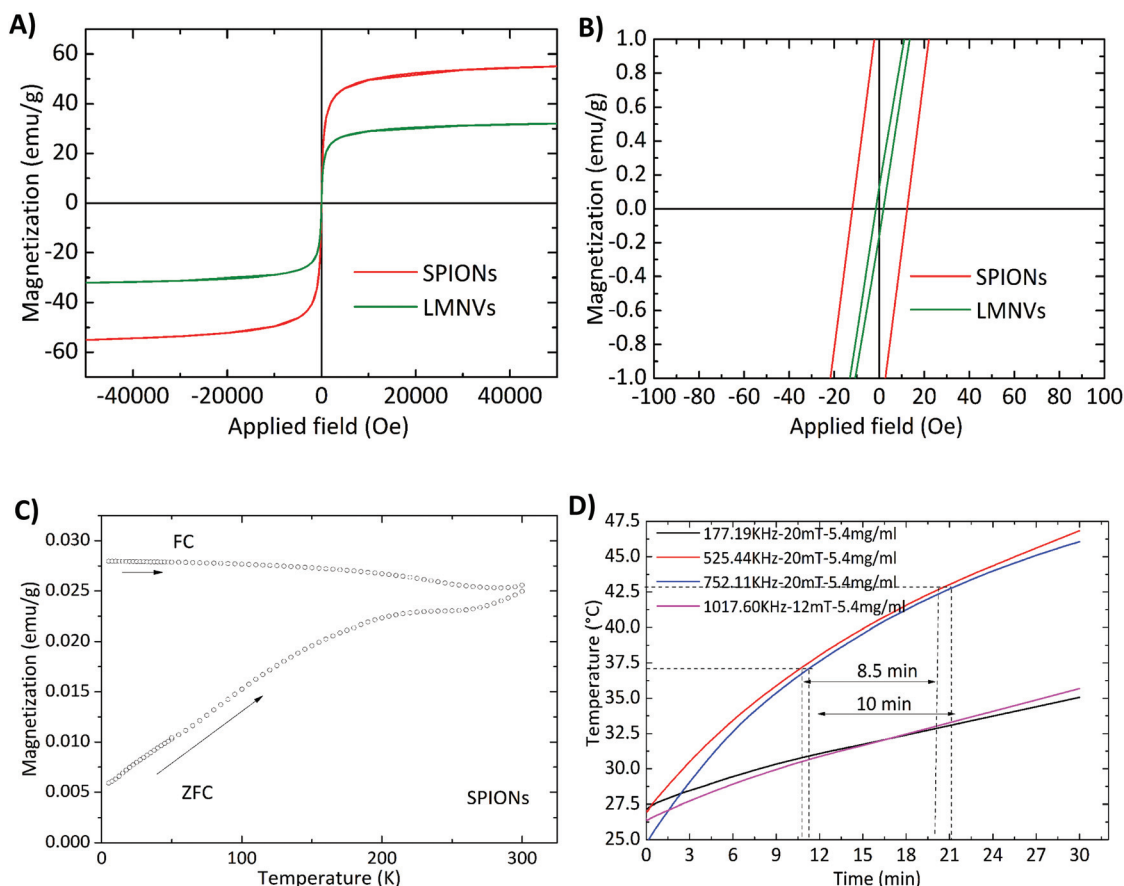 A)
Magnetization (emu/g)
60
40
20
0
-20
-40
-60
SPIONs
LMNVs
-40000 -20000 0 20000 40000
Applied field (Oe)
B)
Magnetization (emu/g)
1.0
0.8
0.6
0.4
0.2
0.0
-0.2
-0.4
-0.6
-0.8
-1.0
SPIONs
LMNVs
-100 -80 -60 -40 -20 0 20 40 60 80 100
Applied field (Oe)
C)
Magnetization (emu/g)
0.030
0.025
0.020
0.015
0.010
0.005
0.000
FC
ZFC
SPIONs
0 50 100 150 200 250 300
Temperature (K)
D)
Temperature (°C)
47.5
45.0
42.5
40.0
37.5
35.0
32.5
30.0
27.5
25.0
177.19KHz-20mT-5.4mg/ml
525.44KHz-20mT-5.4mg/ml
752.11KHz-20mT-5.4mg/ml
1017.60KHz-12mT-5.4mg/ml
8.5 min
10 min
0 3 6 9 12 15 18 21 24 27 30
Time (min)